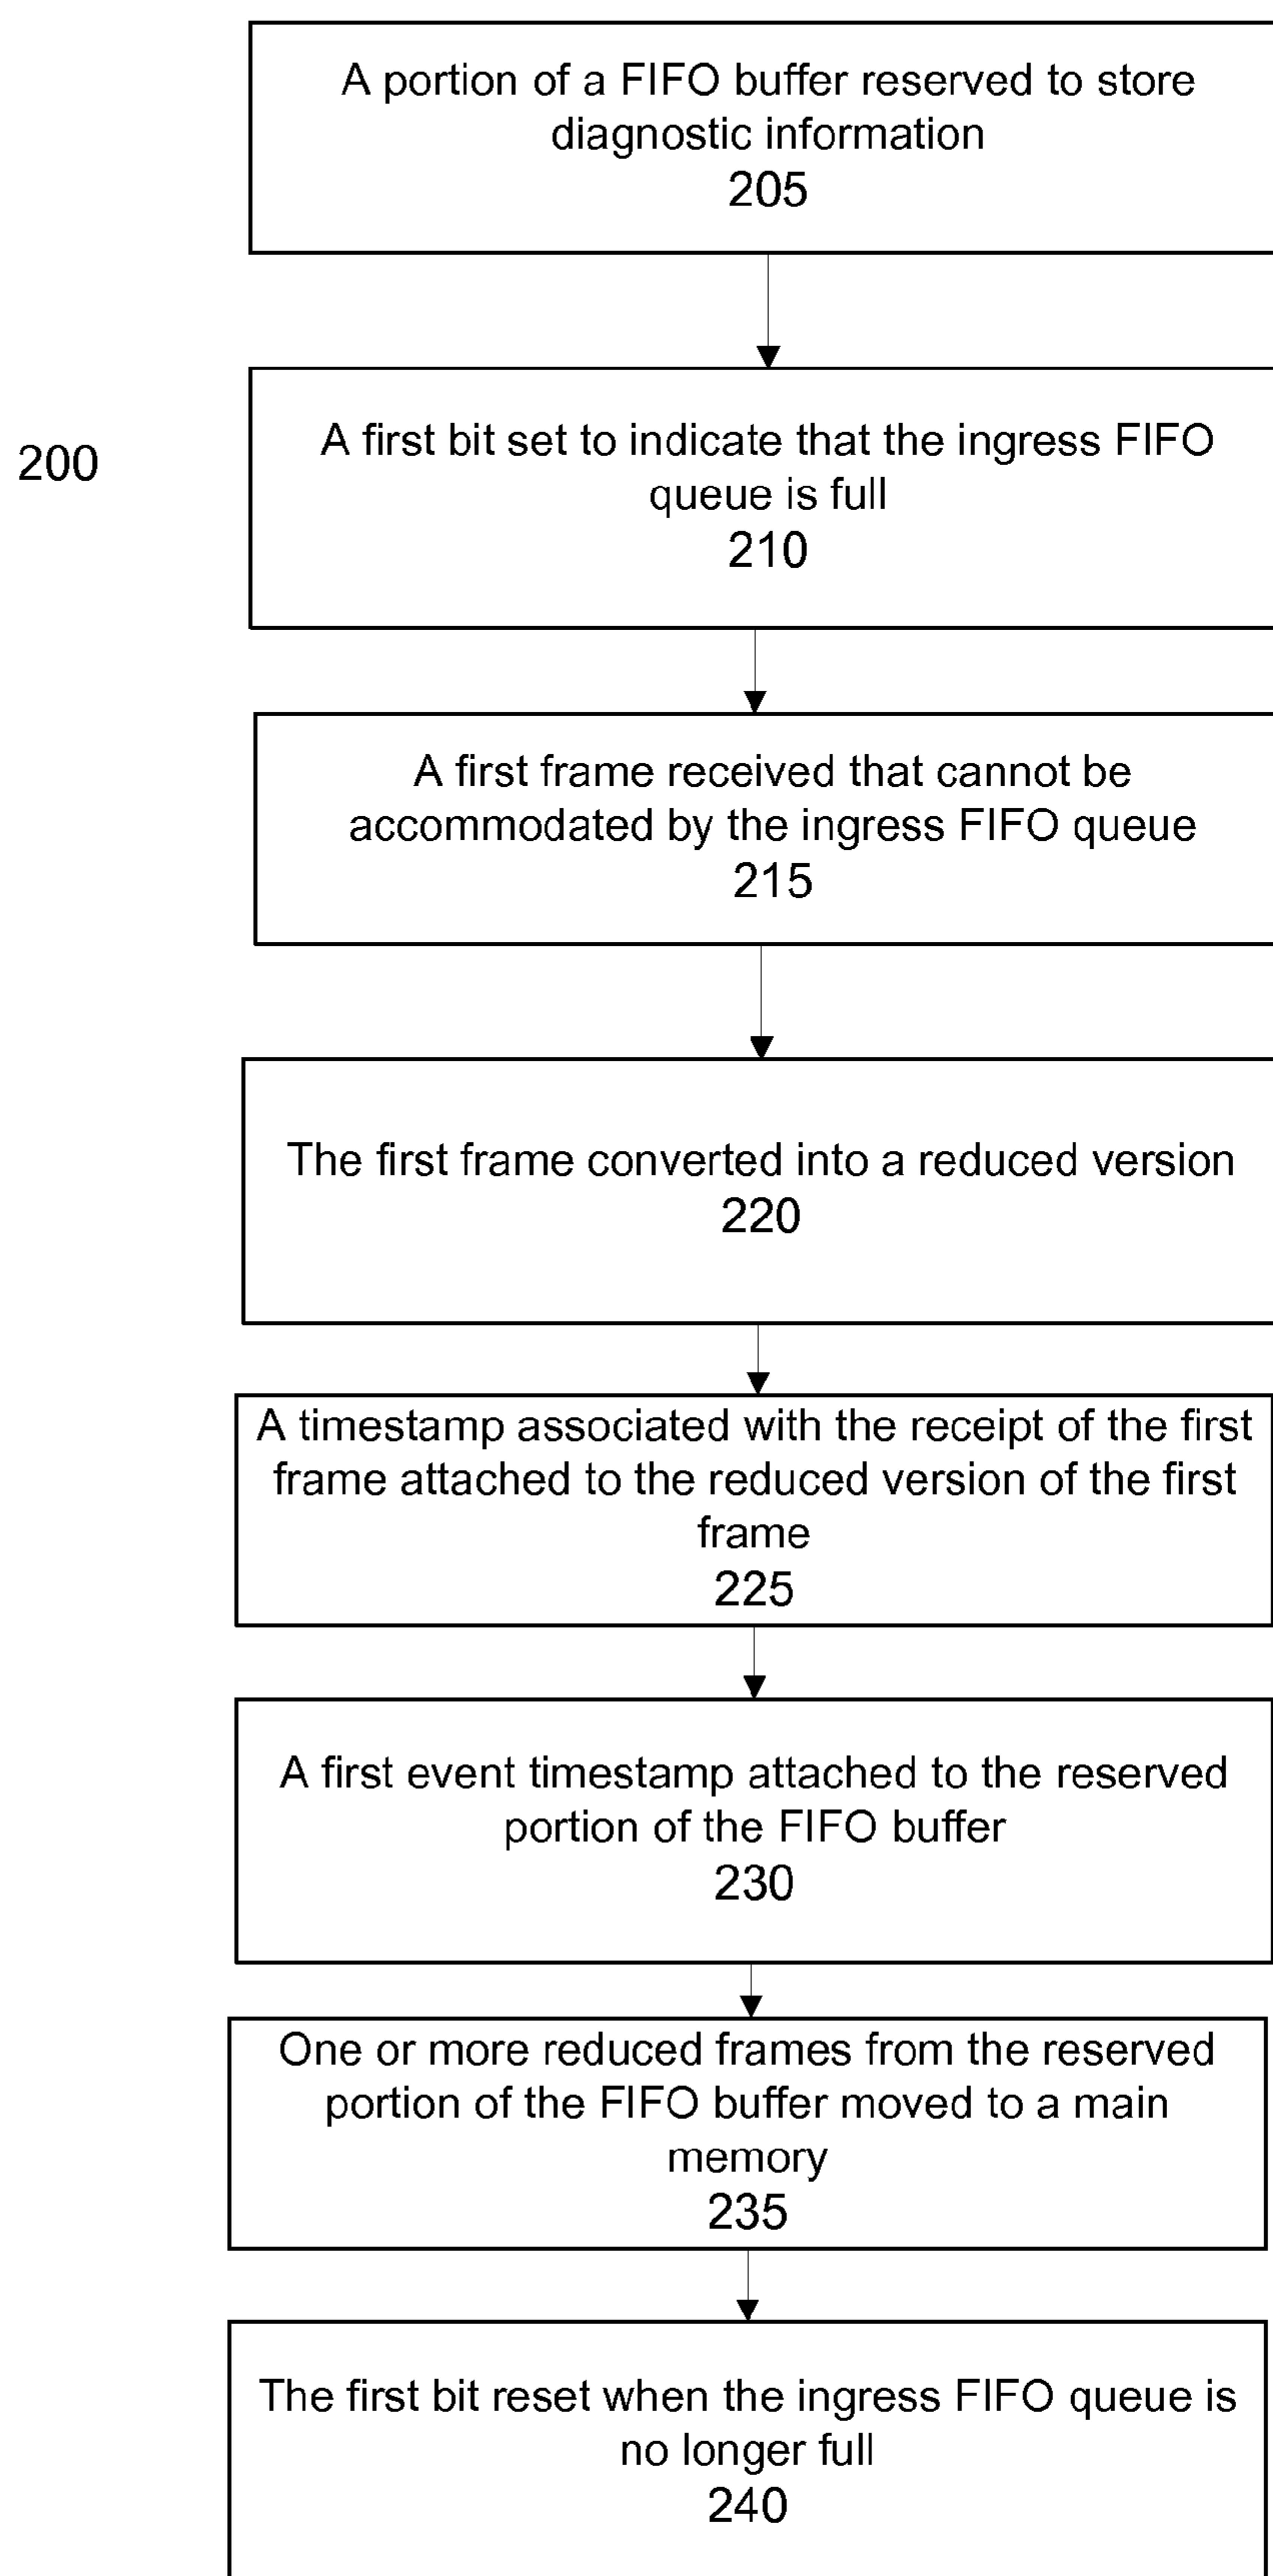 A portion of a FIFO buffer reserved to store
diagnostic information
205
200
A first bit set to indicate that the ingress FIFO
queue is full
210
A first frame received that cannot be
accommodated by the ingress FIFO queue
215
The first frame converted into a reduced version
220
A timestamp associated with the receipt of the first
frame attached to the reduced version of the first
frame
225
A first event timestamp attached to the reserved
portion of the FIFO buffer
230
One or more reduced frames from the reserved
portion of the FIFO buffer moved to a main
memory
235
The first bit reset when the ingress FIFO queue is
no longer full
240